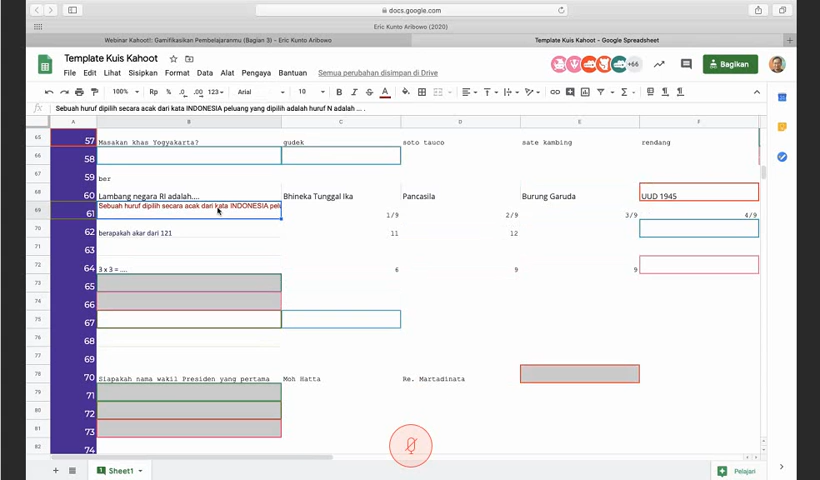 docs.google.com
Eric Kunto Aribowo (2020)
Webinar Kahoot!: Gamifikasikan Pembelajaranmu (Bagian 3) - Eric Kunto Aribowo
Template Kuis Kahoot - Google Spreadsheet
Template Kuis Kahoot
File Edit Lihat Sisipkan Format Data Alat Pengaya Bantuan Semua perubahan disimpan di Drive
+66
Bagikan
100% Rp % .0 .00 123 Arial 10 B I S A
fx Sebuah huruf dipilih secara acak dari kata INDONESIA peluang yang dipilih adalah huruf N adalah ... .
A B C D E F
65 57 Masakan khas Yogyakarta? gudek soto tauco sate kambing rendang
66 58
67 59 ber
68 60 Lambang negara RI adalah.... Bhineka Tunggal Ika Pancasila Burung Garuda UUD 1945
69 61 Sebuah huruf dipilih secara acak dari kata INDONESIA pelu 1/9 2/9 3/9 4/9
70 62 berapakah akar dari 121 11 12
71 63
72 64 3 x 3 = .... 6 9 9
73 65
74 66
75 67
76 68
77 69
78 70 Siapakah nama wakil Presiden yang pertama Moh Hatta Re. Martadinata
79 71
80 72
81 73
82 74
Sheet1
Pelajari